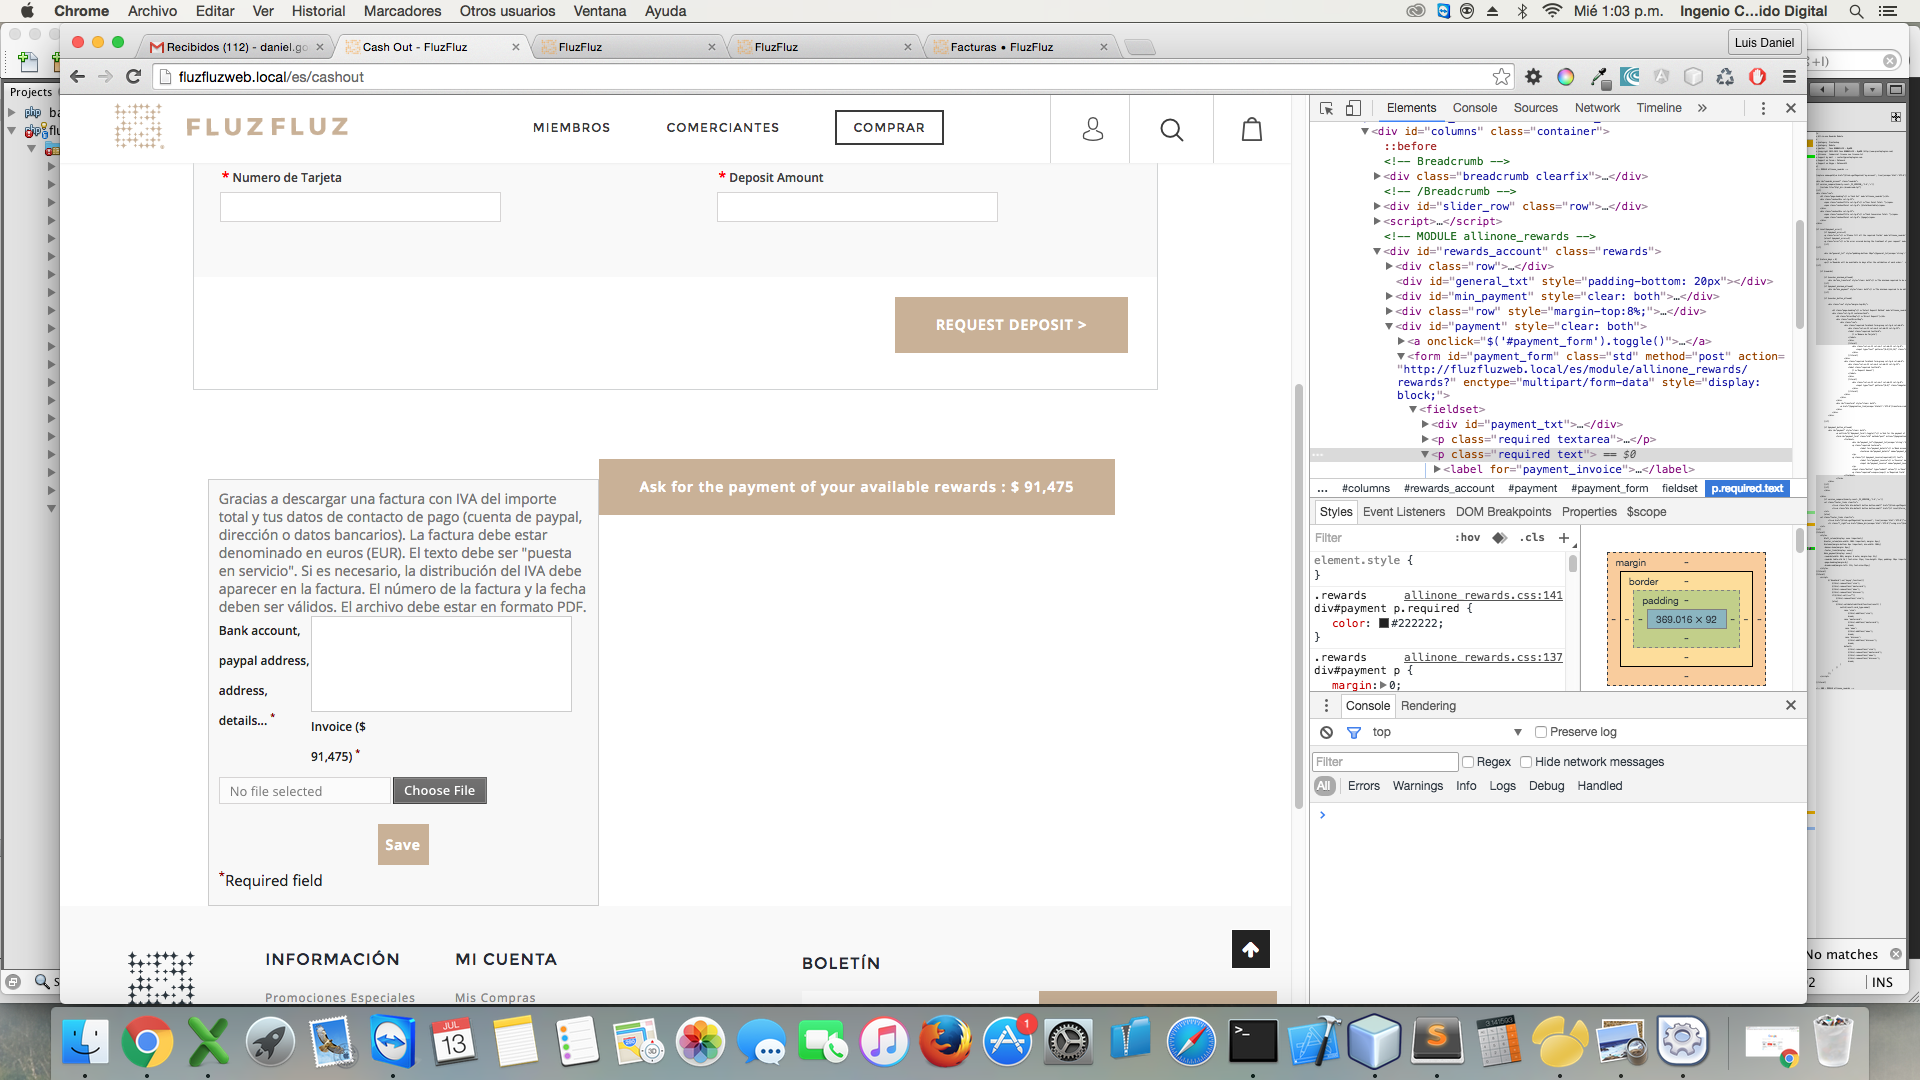 Chrome Archivo Editar Ver Historial Marcadores Otros usuarios Ventana Ayuda Mié 1:03 p.m. Ingenio C...ido Digital
Recibidos (112) - daniel.go
Cash Out - FluzFluz
FluzFluz
FluzFluz
Facturas • FluzFluz
Luis Daniel
fluzfluzweb.local/es/cashout
Projects
php
php
FLUZFLUZ
MIEMBROS
COMERCIANTES
COMPRAR
* Numero de Tarjeta
* Deposit Amount
REQUEST DEPOSIT >
Ask for the payment of your available rewards : $ 91,475
Gracias a descargar una factura con IVA del importe
total y tus datos de contacto de pago (cuenta de paypal,
dirección o datos bancarios). La factura debe estar
denominado en euros (EUR). El texto debe ser "puesta
en servicio". Si es necesario, la distribución del IVA debe
aparecer en la factura. El número de la factura y la fecha
deben ser válidos. El archivo debe estar en formato PDF.
Bank account,
paypal address,
address,
details... *
Invoice ($
91,475) *
No file selected
Choose File
Save
*Required field
INFORMACIÓN
MI CUENTA
BOLETÍN
Promociones Especiales
Mis Compras
Elements Console Sources Network Timeline »
▼<div id="columns" class="container">
::before
<!-- Breadcrumb -->
▶<div class="breadcrumb clearfix">…</div>
<!-- /Breadcrumb -->
▶<div id="slider_row" class="row">…</div>
▶<script>…</script>
<!-- MODULE allinone_rewards -->
▼<div id="rewards_account" class="rewards">
▶<div class="row">…</div>
<div id="general_txt" style="padding-bottom: 20px"></div>
▶<div id="min_payment" style="clear: both">…</div>
▶<div class="row" style="margin-top:8%;">…</div>
▼<div id="payment" style="clear: both">
▶<a onclick="$('#payment_form').toggle()">…</a>
▼<form id="payment_form" class="std" method="post" action=
"http://fluzfluzweb.local/es/module/allinone_rewards/
rewards?" enctype="multipart/form-data" style="display:
block;">
▼<fieldset>
▶<div id="payment_txt">…</div>
▶<p class="required textarea">…</p>
… ▼<p class="required text"> == $0
▶<label for="payment_invoice">…</label>
... #columns #rewards_account #payment #payment_form fieldset p.required.text
Styles Event Listeners DOM Breakpoints Properties $scope
Filter :hov .cls +
element.style {
}
.rewards allinone_rewards.css:141
div#payment p.required {
color: #222222;
}
.rewards allinone_rewards.css:137
div#payment p {
margin:▶0;
margin -
border -
padding -
- - - 369.016 × 92 - - -
-
-
-
Console Rendering
top ▼ Preserve log
Filter Regex Hide network messages
All Errors Warnings Info Logs Debug Handled
No matches
INS
JUL
13
1